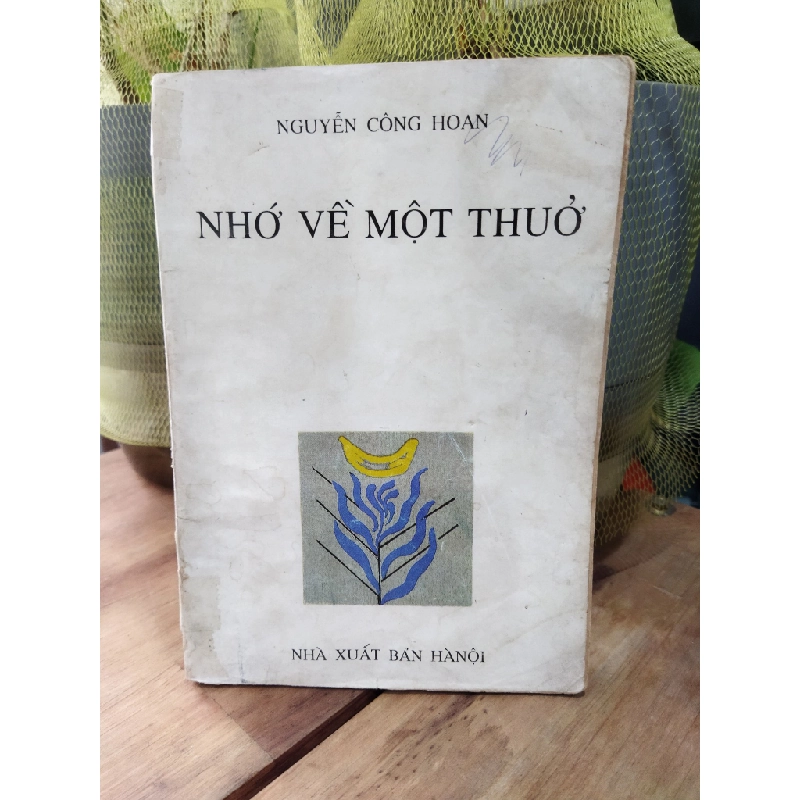 NGUYỄN CÔNG HOAN
NHỚ VỀ MỘT THUỞ
NHÀ XUẤT BẢN HÀNỘI